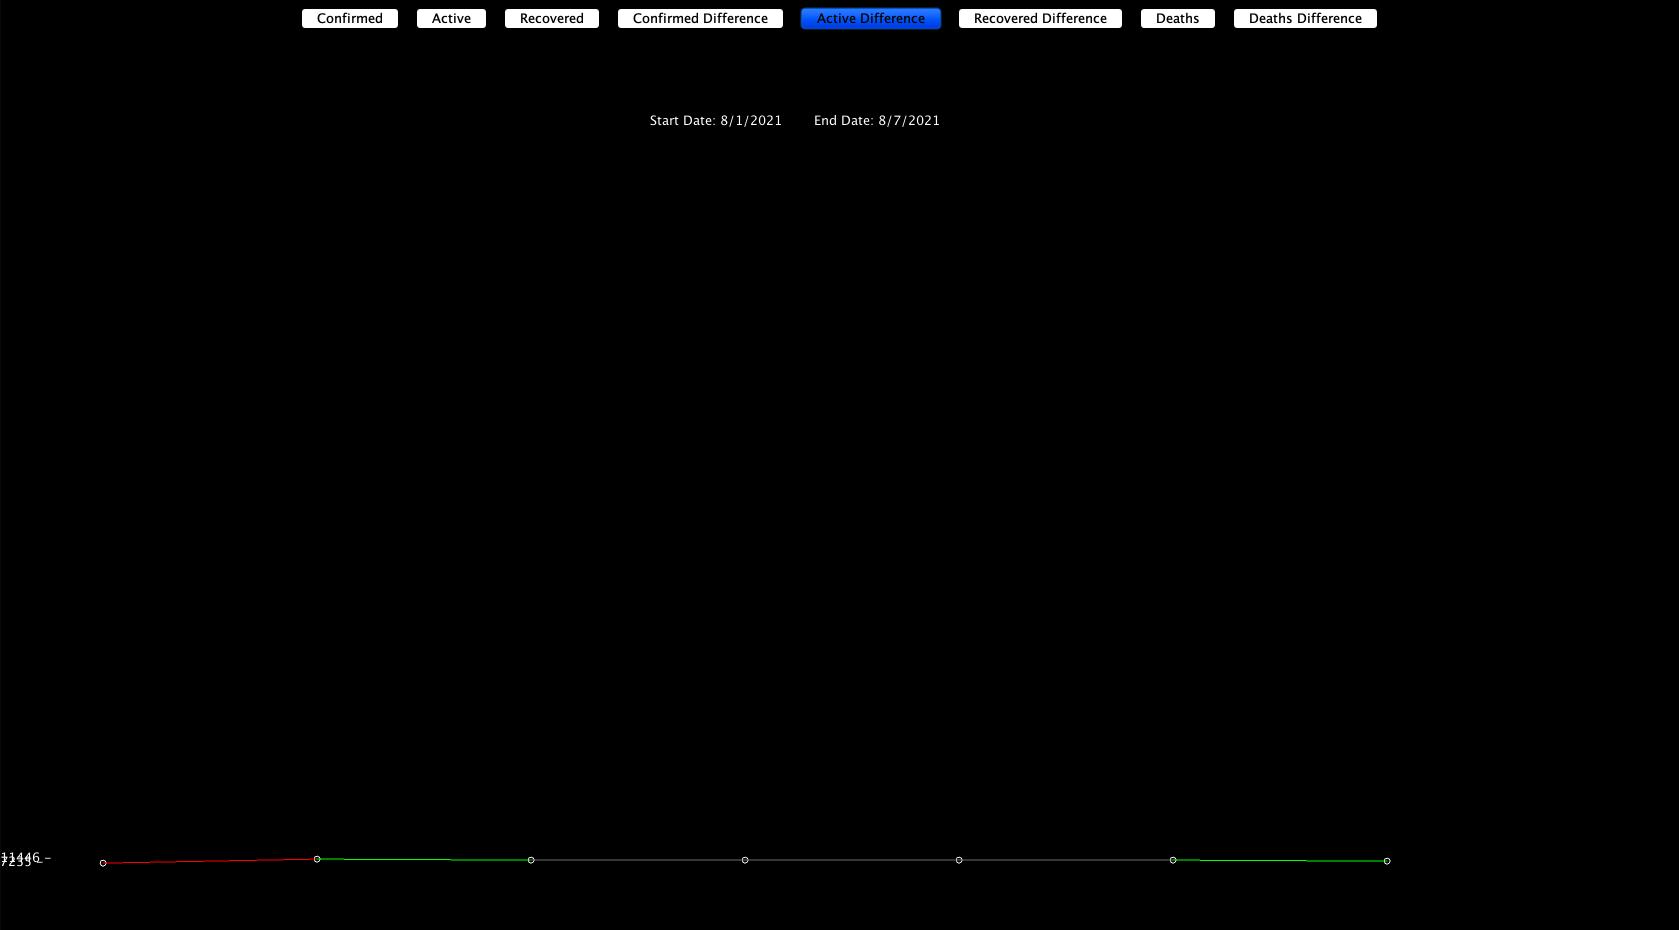 Confirmed Active Recovered Confirmed Difference Active Difference Recovered Difference Deaths Deaths Difference
Start Date: 8/1/2021 End Date: 8/7/2021
11446 –